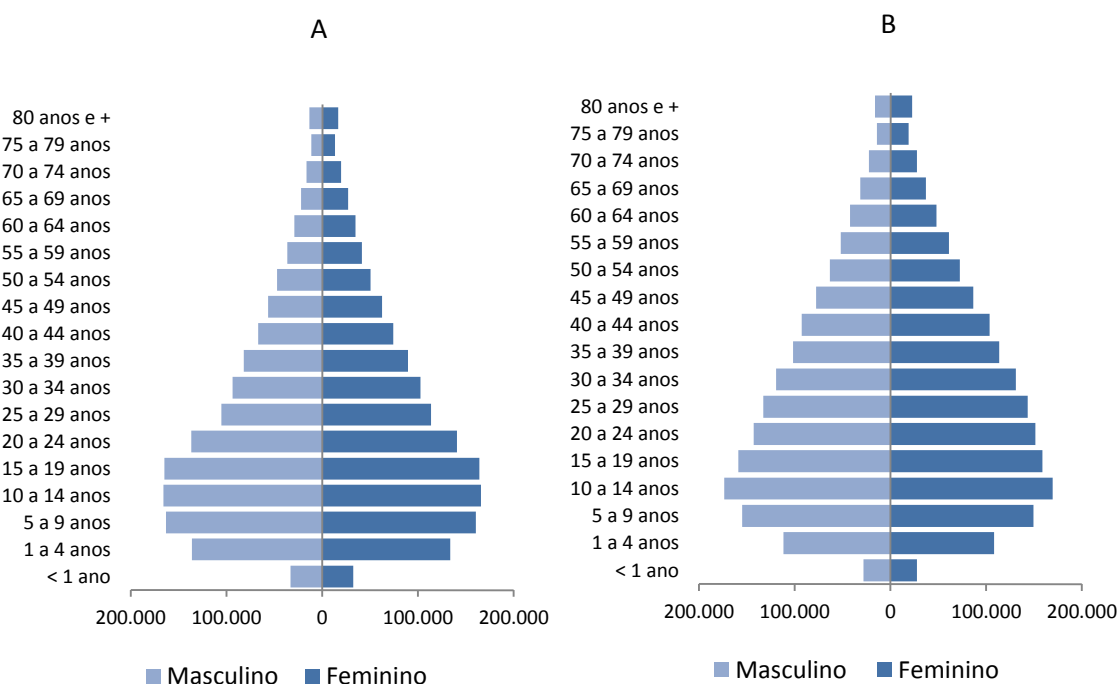 A
80 anos e +
75 a 79 anos
70 a 74 anos
65 a 69 anos
60 a 64 anos
55 a 59 anos
50 a 54 anos
45 a 49 anos
40 a 44 anos
35 a 39 anos
30 a 34 anos
25 a 29 anos
20 a 24 anos
15 a 19 anos
10 a 14 anos
5 a 9 anos
1 a 4 anos
< 1 ano
200.000 100.000 0 100.000 200.000
Masculino Feminino
B
80 anos e +
75 a 79 anos
70 a 74 anos
65 a 69 anos
60 a 64 anos
55 a 59 anos
50 a 54 anos
45 a 49 anos
40 a 44 anos
35 a 39 anos
30 a 34 anos
25 a 29 anos
20 a 24 anos
15 a 19 anos
10 a 14 anos
5 a 9 anos
1 a 4 anos
< 1 ano
200.000 100.000 0 100.000 200.000
Masculino Feminino